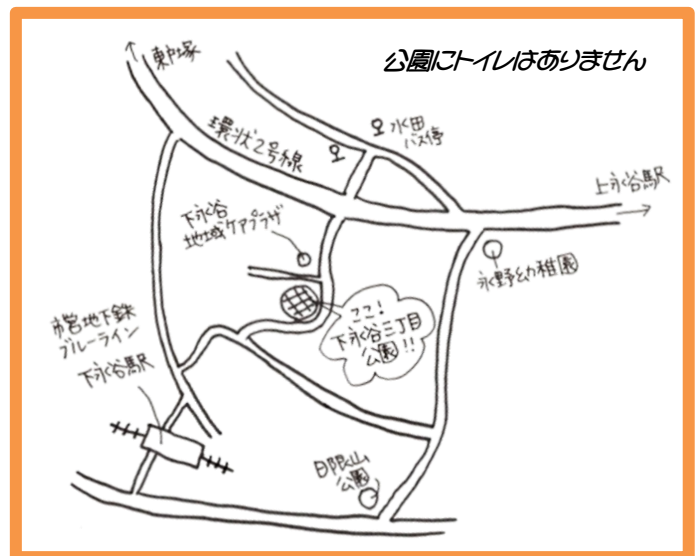 公園にトイレはありません
東戸塚
環状2号線
水田
バス停
上永谷駅
下永谷
地域ケアプラザ
永野幼稚園
ここ!
下永谷三丁目
公園!!
市営地下鉄
ブルーライン
下永谷駅
日限山
公園